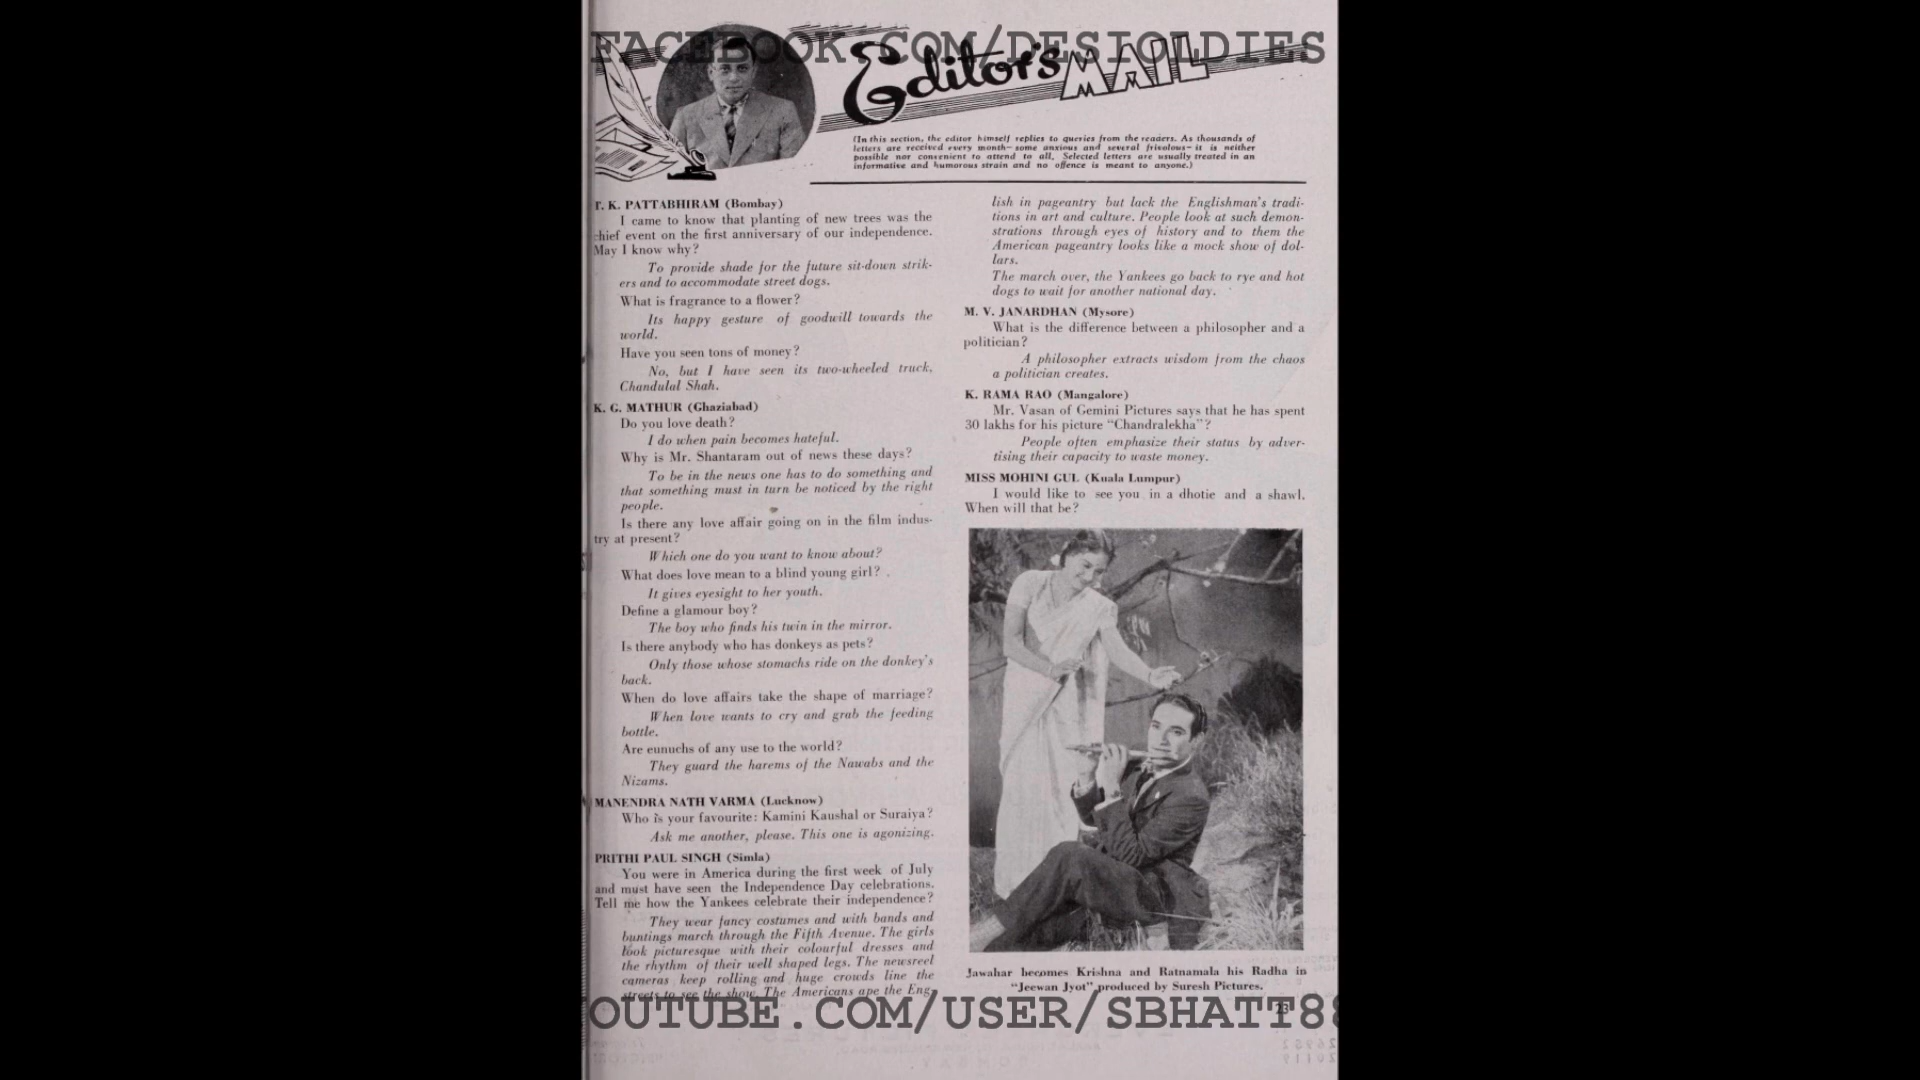 FACEBOOK.COM/DESIOLDIES
Editor's MAIL
(In this section, the editor himself replies to queries from the readers. As thousands of
letters are received every month—some anxious and several frivolous—it is neither
possible nor convenient to attend to all. Selected letters are usually treated in an
informative and humorous strain and no offence is meant to anyone.)
T. K. PATTABHIRAM (Bombay)
I came to know that planting of new trees was the
chief event on the first anniversary of our independence.
May I know why?
To provide shade for the future sit-down strik-
ers and to accommodate street dogs.
What is fragrance to a flower?
Its happy gesture of goodwill towards the
world.
Have you seen tons of money?
No, but I have seen its two-wheeled truck,
Chandulal Shah.
K. G. MATHUR (Ghaziabad)
Do you love death?
I do when pain becomes hateful.
Why is Mr. Shantaram out of news these days?
To be in the news one has to do something and
that something must in turn be noticed by the right
people.
Is there any love affair going on in the film indus-
try at present?
Which one do you want to know about?
What does love mean to a blind young girl?
It gives eyesight to her youth.
Define a glamour boy?
The boy who finds his twin in the mirror.
Is there anybody who has donkeys as pets?
Only those whose stomachs ride on the donkey's
back.
When do love affairs take the shape of marriage?
When love wants to cry and grab the feeding
bottle.
Are eunuchs of any use to the world?
They guard the harems of the Nawabs and the
Nizams.
MANENDRA NATH VARMA (Lucknow)
Who is your favourite: Kamini Kaushal or Suraiya?
Ask me another, please. This one is agonizing.
PRITHI PAUL SINGH (Simla)
You were in America during the first week of July
and must have seen the Independence Day celebrations.
Tell me how the Yankees celebrate their independence?
They wear fancy costumes and with bands and
buntings march through the Fifth Avenue. The girls
look picturesque with their colourful dresses and
the rhythm of their well shaped legs. The newsreel
cameras keep rolling and huge crowds line the
streets to see the show. The Americans ape the Eng-
lish in pageantry but lack the Englishman's tradi-
tions in art and culture. People look at such demon-
strations through eyes of history and to them the
American pageantry looks like a mock show of dol-
lars.
The march over, the Yankees go back to rye and hot
dogs to wait for another national day.
M. V. JANARDHAN (Mysore)
What is the difference between a philosopher and a
politician?
A philosopher extracts wisdom from the chaos
a politician creates.
K. RAMA RAO (Mangalore)
Mr. Vasan of Gemini Pictures says that he has spent
30 lakhs for his picture "Chandralekha"?
People often emphasize their status by adver-
tising their capacity to waste money.
MISS MOHINI GUL (Kuala Lumpur)
I would like to see you in a dhotie and a shawl.
When will that be?
Jawahar becomes Krishna and Ratnamala his Radha in
"Jeewan Jyot" produced by Suresh Pictures.
23
OUTUBE.COM/USER/SBHATT88